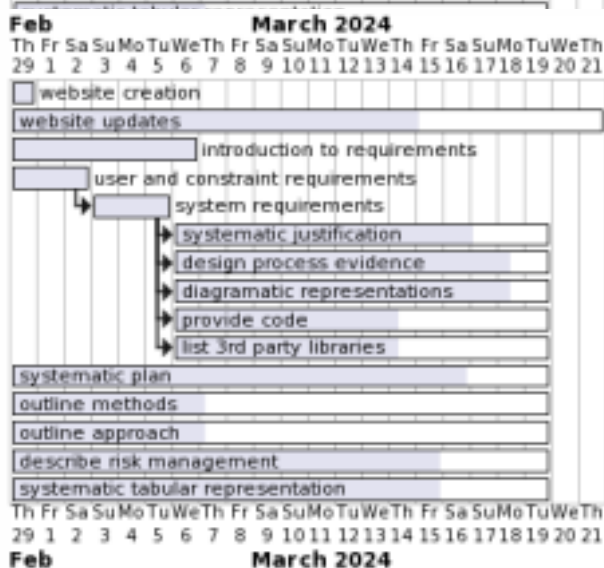 systematic tabular representation
Feb March 2024
Th Fr Sa Su Mo Tu We Th Fr Sa Su Mo Tu We Th Fr Sa Su Mo Tu We Th
29 1 2 3 4 5 6 7 8 9 10 11 12 13 14 15 16 17 18 19 20 21
website creation
website updates
introduction to requirements
user and constraint requirements
system requirements
systematic justification
design process evidence
diagramatic representations
provide code
list 3rd party libraries
systematic plan
outline methods
outline approach
describe risk management
systematic tabular representation
Th Fr Sa Su Mo Tu We Th Fr Sa Su Mo Tu We Th Fr Sa Su Mo Tu We Th
29 1 2 3 4 5 6 7 8 9 10 11 12 13 14 15 16 17 18 19 20 21
Feb March 2024